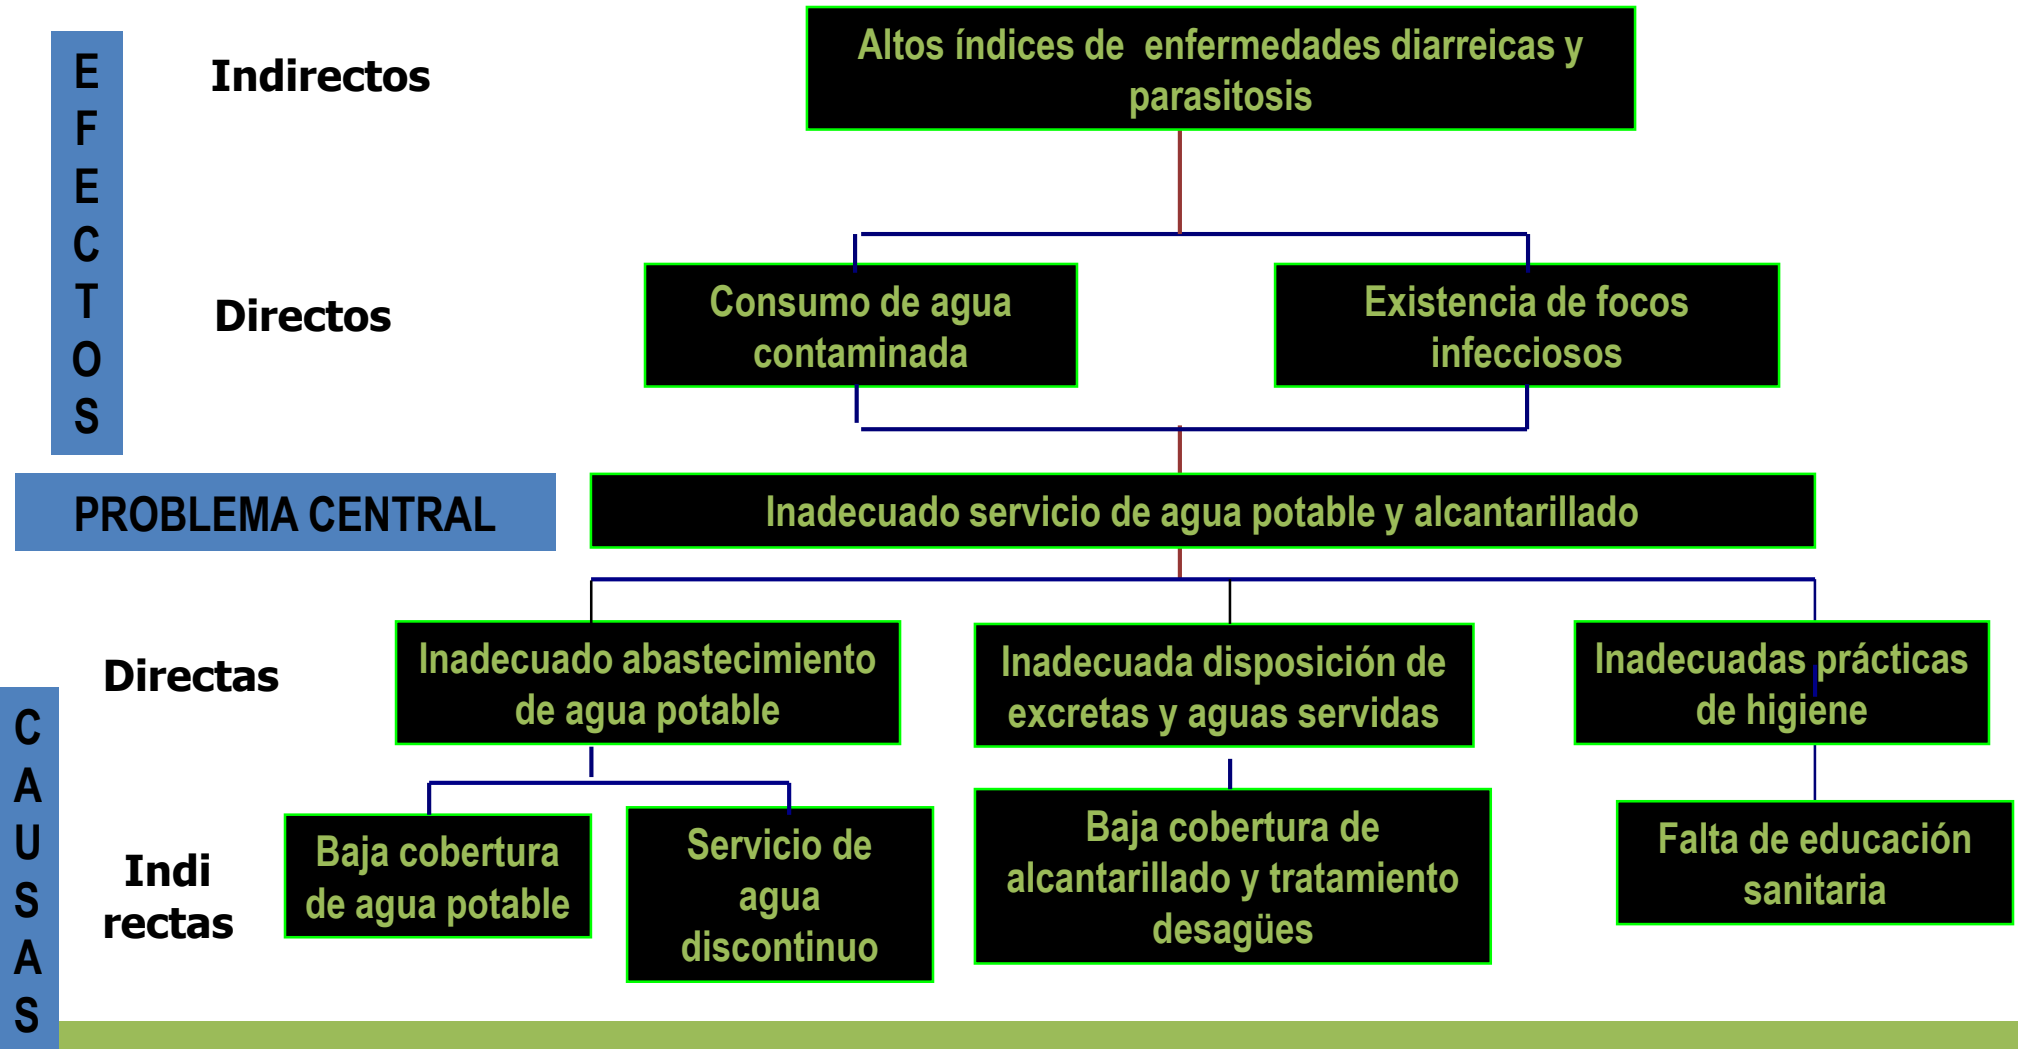 EFECTOS
Indirectos
Altos índices de enfermedades diarreicas y
parasitosis
Directos
Consumo de agua
contaminada
Existencia de focos
infecciosos
PROBLEMA CENTRAL
Inadecuado servicio de agua potable y alcantarillado
CAUSAS
Directas
Inadecuado abastecimiento
de agua potable
Inadecuada disposición de
excretas y aguas servidas
Inadecuadas prácticas
de higiene
Indi
rectas
Baja cobertura
de agua potable
Servicio de
agua
discontinuo
Baja cobertura de
alcantarillado y tratamiento
desagües
Falta de educación
sanitaria